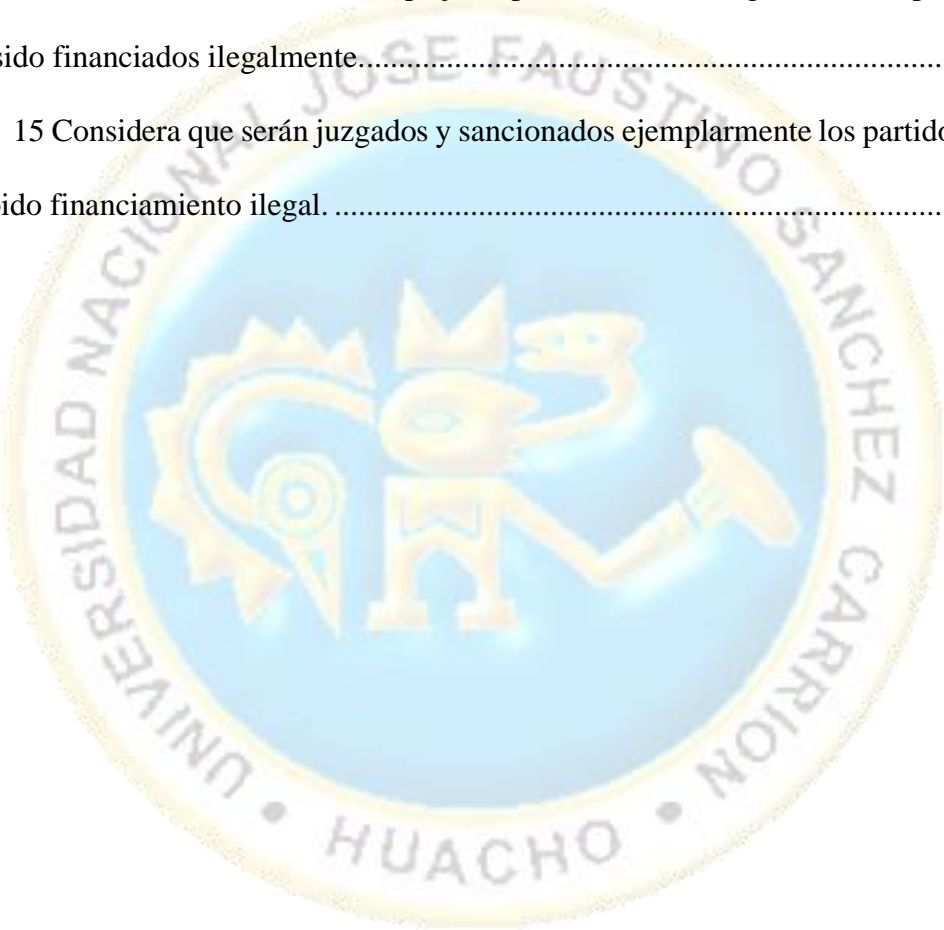 sido financiados ilegalmente.......................................................................
15 Considera que serán juzgados y sancionados ejemplarmente los partido
bido financiamiento ilegal. ..........................................................................
UNIVERSIDAD NACIONAL JOSE FAUSTINO SANCHEZ CARRION • HUACHO •